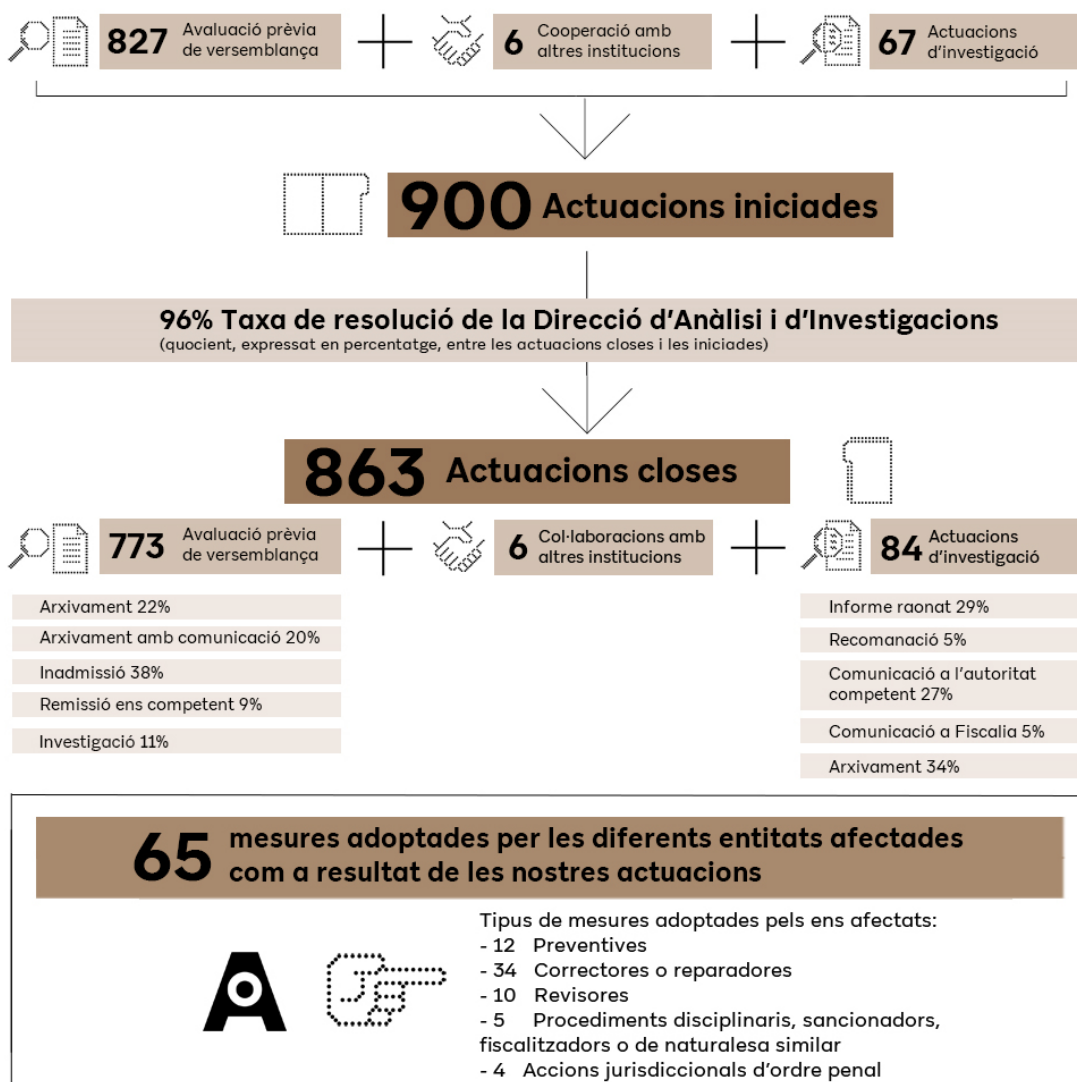 827 Avaluació prèvia
de versemblança
6 Cooperació amb
altres institucions
67 Actuacions
d'investigació
900 Actuacions iniciades
96% Taxa de resolució de la Direcció d'Anàlisi i d'Investigacions
(quocient, expressat en percentatge, entre les actuacions closes i les iniciades)
863 Actuacions closes
773 Avaluació prèvia
de versemblança
6 Col·laboracions amb
altres institucions
84 Actuacions
d'investigació
Arxivament 22%
Arxivament amb comunicació 20%
Inadmissió 38%
Remissió ens competent 9%
Investigació 11%
Informe raonat 29%
Recomanació 5%
Comunicació a l'autoritat
competent 27%
Comunicació a Fiscalia 5%
Arxivament 34%
65 mesures adoptades per les diferents entitats afectades
com a resultat de les nostres actuacions
Tipus de mesures adoptades pels ens afectats:
- 12 Preventives
- 34 Correctores o reparadores
- 10 Revisores
- 5 Procediments disciplinaris, sancionadors,
fiscalitzadors o de naturalesa similar
- 4 Accions jurisdiccionals d'ordre penal